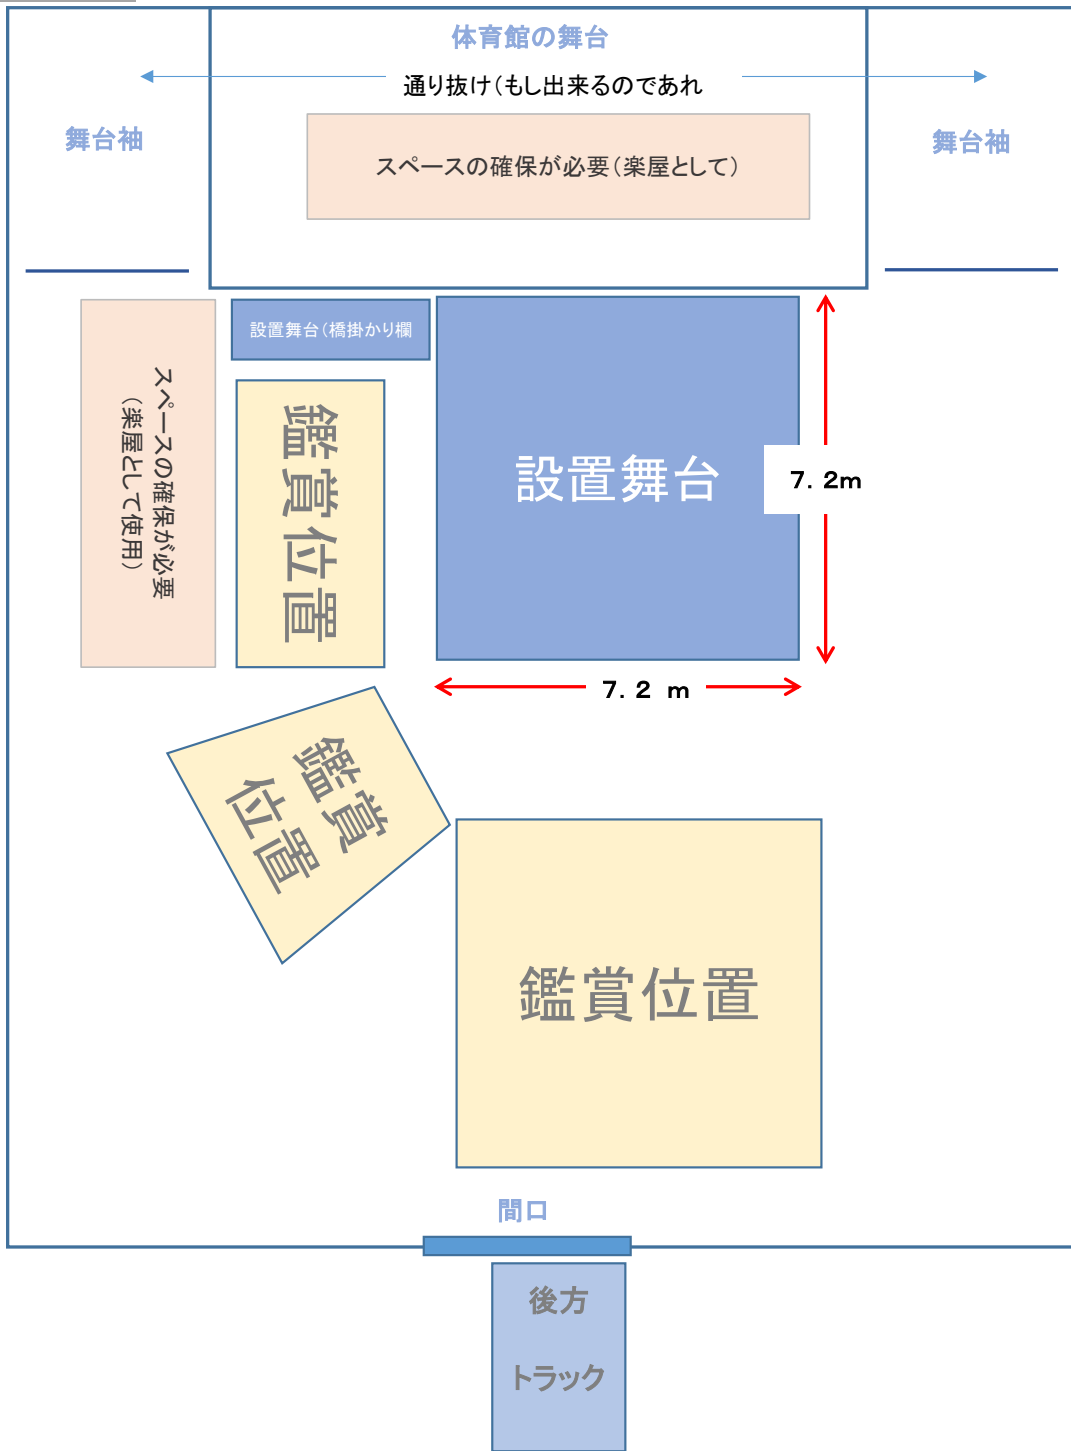 体育館の舞台
通り抜け(もし出来るのであれ
舞台袖
舞台袖
スペースの確保が必要(楽屋として)
設置舞台(橋掛かり欄
スペースの確保が必要
(楽屋として使用)
鑑賞位置
設置舞台
7.2m
7.2 m
鑑賞
位置
鑑賞位置
間口
後方
トラック